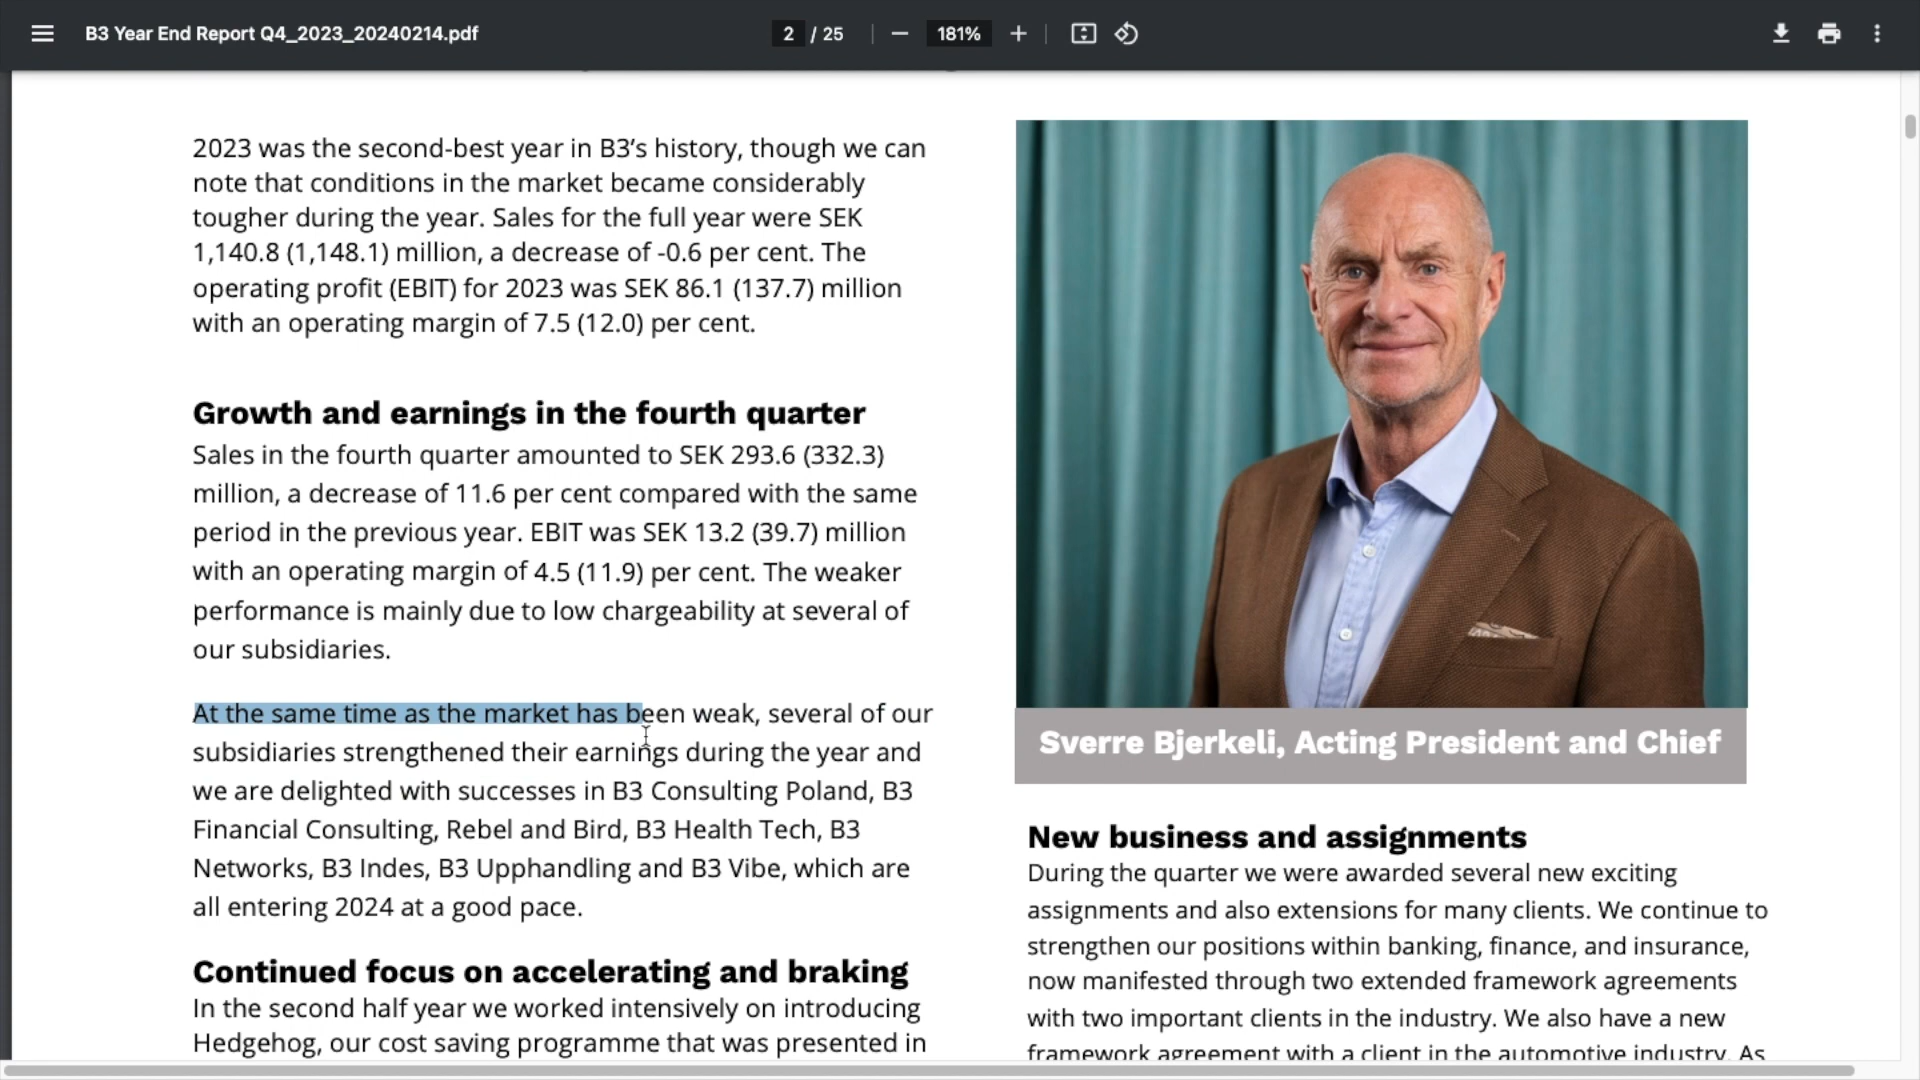 B3 Year End Report Q4_2023_20240214.pdf
2 / 25
181%
2023 was the second-best year in B3’s history, though we can
note that conditions in the market became considerably
tougher during the year. Sales for the full year were SEK
1,140.8 (1,148.1) million, a decrease of -0.6 per cent. The
operating profit (EBIT) for 2023 was SEK 86.1 (137.7) million
with an operating margin of 7.5 (12.0) per cent.
Growth and earnings in the fourth quarter
Sales in the fourth quarter amounted to SEK 293.6 (332.3)
million, a decrease of 11.6 per cent compared with the same
period in the previous year. EBIT was SEK 13.2 (39.7) million
with an operating margin of 4.5 (11.9) per cent. The weaker
performance is mainly due to low chargeability at several of
our subsidiaries.
At the same time as the market has been weak, several of our
subsidiaries strengthened their earnings during the year and
we are delighted with successes in B3 Consulting Poland, B3
Financial Consulting, Rebel and Bird, B3 Health Tech, B3
Networks, B3 Indes, B3 Upphandling and B3 Vibe, which are
all entering 2024 at a good pace.
Continued focus on accelerating and braking
In the second half year we worked intensively on introducing
Hedgehog, our cost saving programme that was presented in
Sverre Bjerkeli, Acting President and Chief
New business and assignments
During the quarter we were awarded several new exciting
assignments and also extensions for many clients. We continue to
strengthen our positions within banking, finance, and insurance,
now manifested through two extended framework agreements
with two important clients in the industry. We also have a new
framework agreement with a client in the automotive industry. As